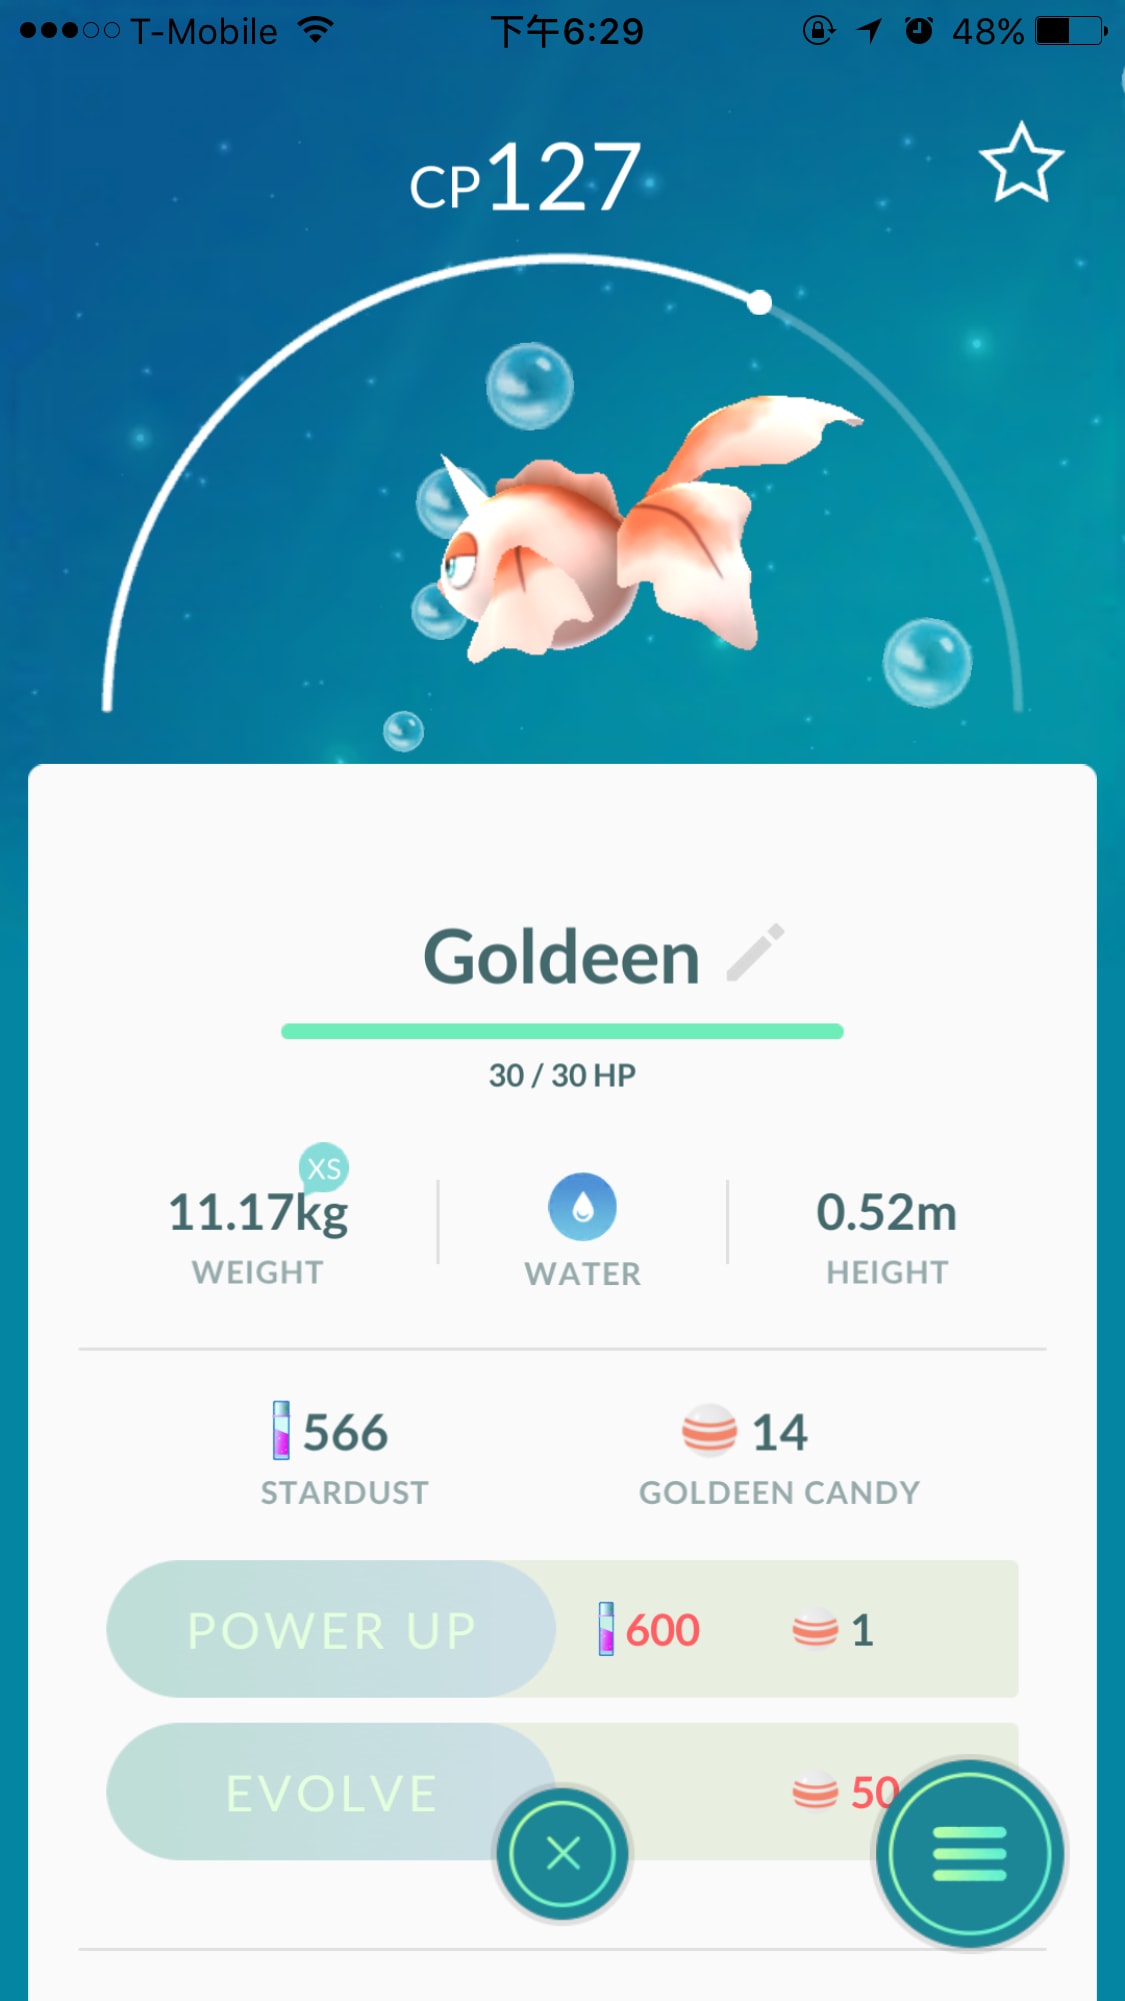 T-Mobile 下午6:29 48%
CP127
Goldeen
30 / 30 HP
XS
11.17kg
WEIGHT
WATER
0.52m
HEIGHT
566
STARDUST
14
GOLDEEN CANDY
POWER UP 600 1
EVOLVE 50